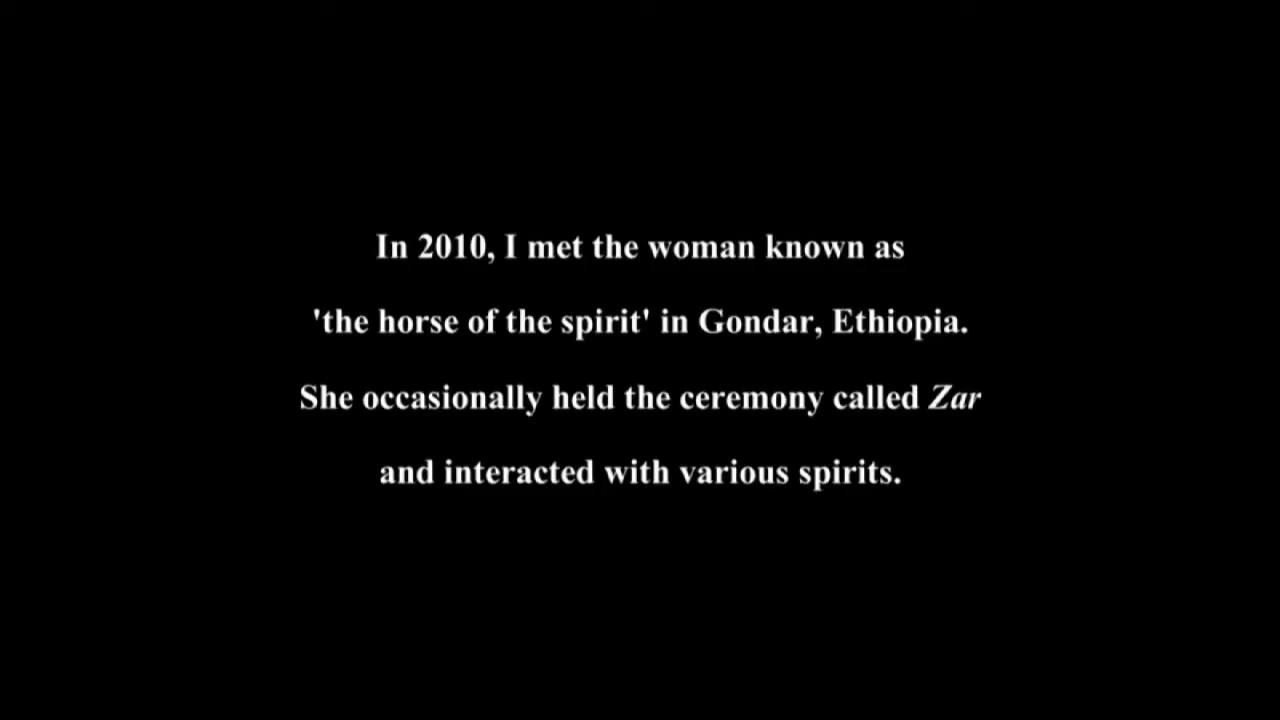 In 2010, I met the woman known as
'the horse of the spirit' in Gondar, Ethiopia.
She occasionally held the ceremony called Zar
and interacted with various spirits.